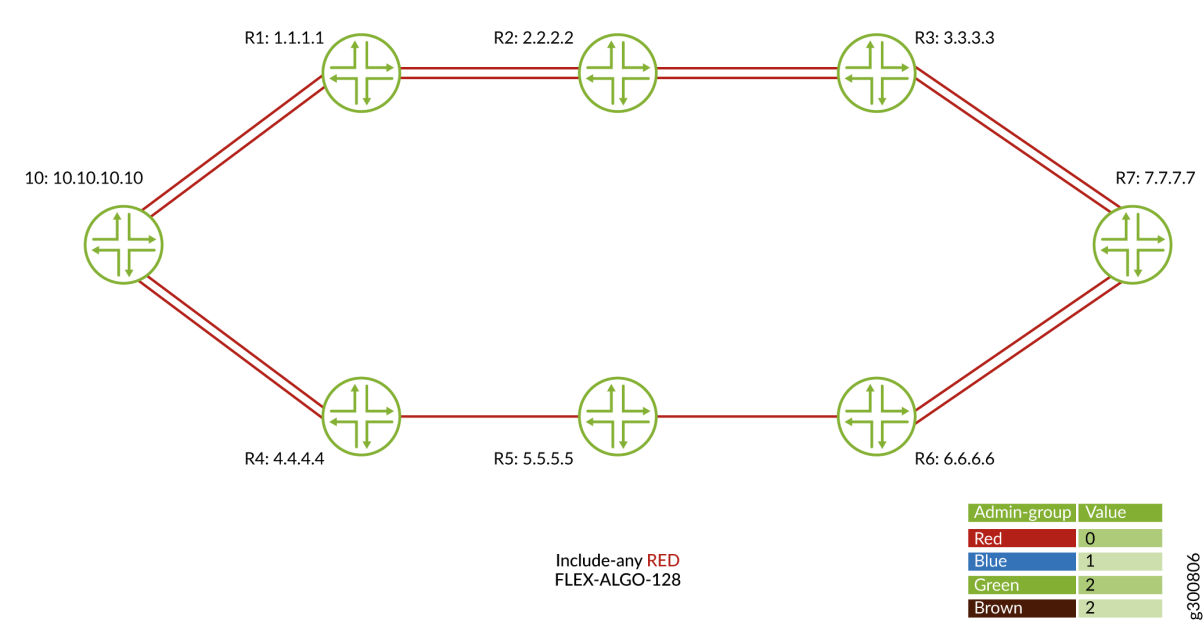 R1: 1.1.1.1
R2: 2.2.2.2
R3: 3.3.3.3
10: 10.10.10.10
R7: 7.7.7.7
R4: 4.4.4.4
R5: 5.5.5.5
R6: 6.6.6.6
Include-any RED
FLEX-ALGO-128
Admin-group Value
Red 0
Blue 1
Green 2
Brown 2
g300806